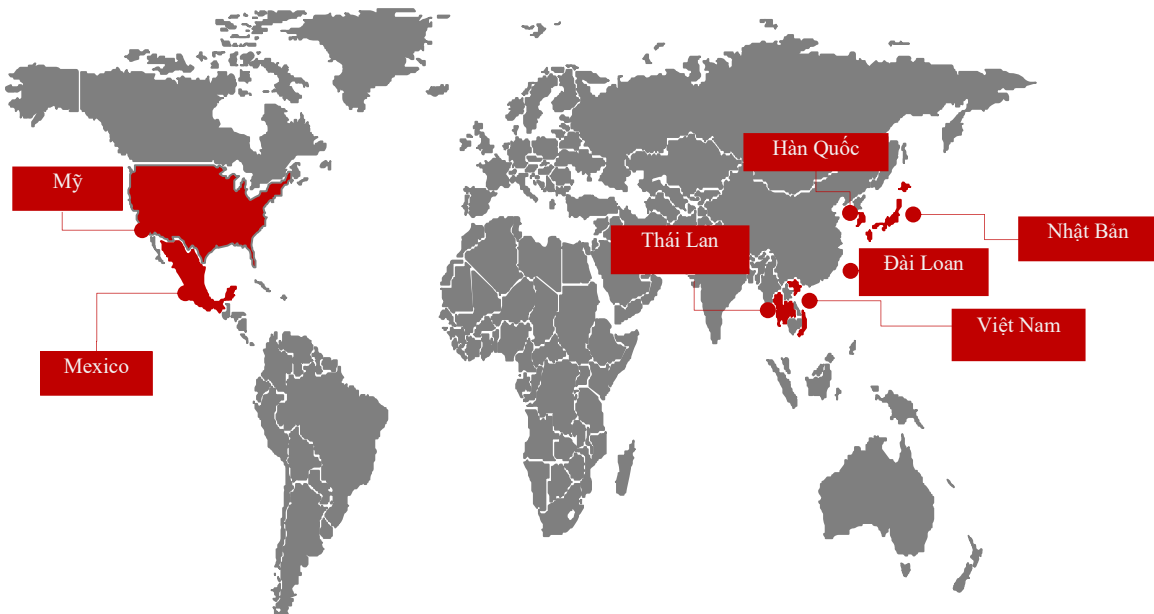 Hàn Quốc
Mỹ
Thái Lan
Nhật Bản
Đài Loan
Việt Nam
Mexico